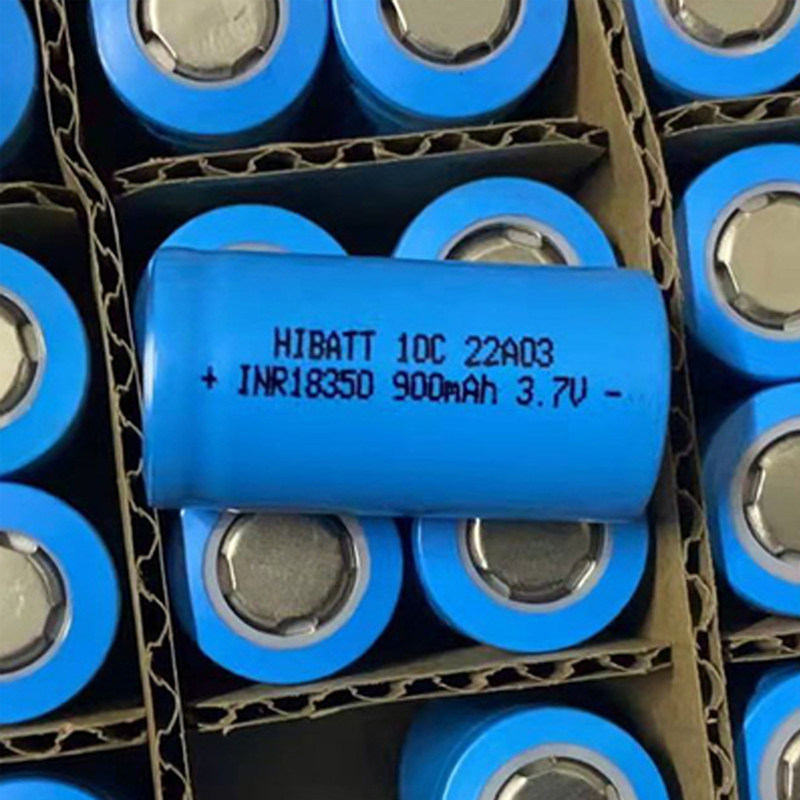 HIBATT 10C 22A03
+ INR18350 900mAh 3.7V -